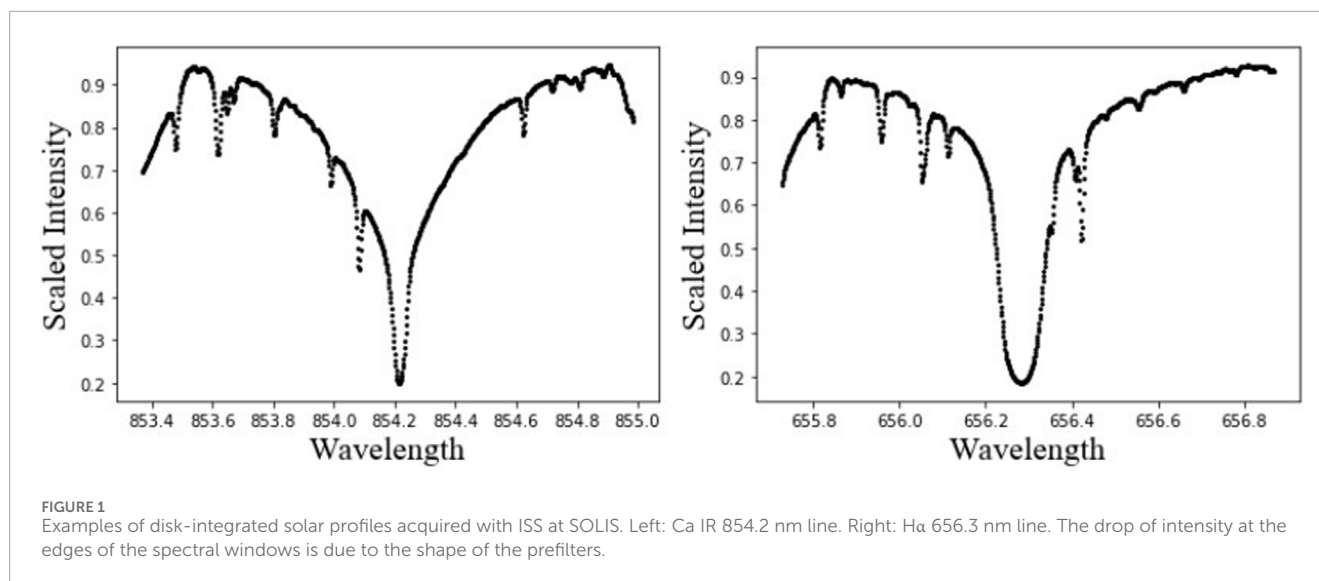 0.9
0.8
0.7
0.6
0.5
0.4
0.3
0.2
Scaled Intensity
853.4 853.6 853.8 854.0 854.2 854.4 854.6 854.8 855.0
Wavelength
0.9
0.8
0.7
0.6
0.5
0.4
0.3
0.2
Scaled Intensity
655.8 656.0 656.2 656.4 656.6 656.8
Wavelength
FIGURE 1
Examples of disk-integrated solar profiles acquired with ISS at SOLIS. Left: Ca IR 854.2 nm line. Right: Hα 656.3 nm line. The drop of intensity at the
edges of the spectral windows is due to the shape of the prefilters.